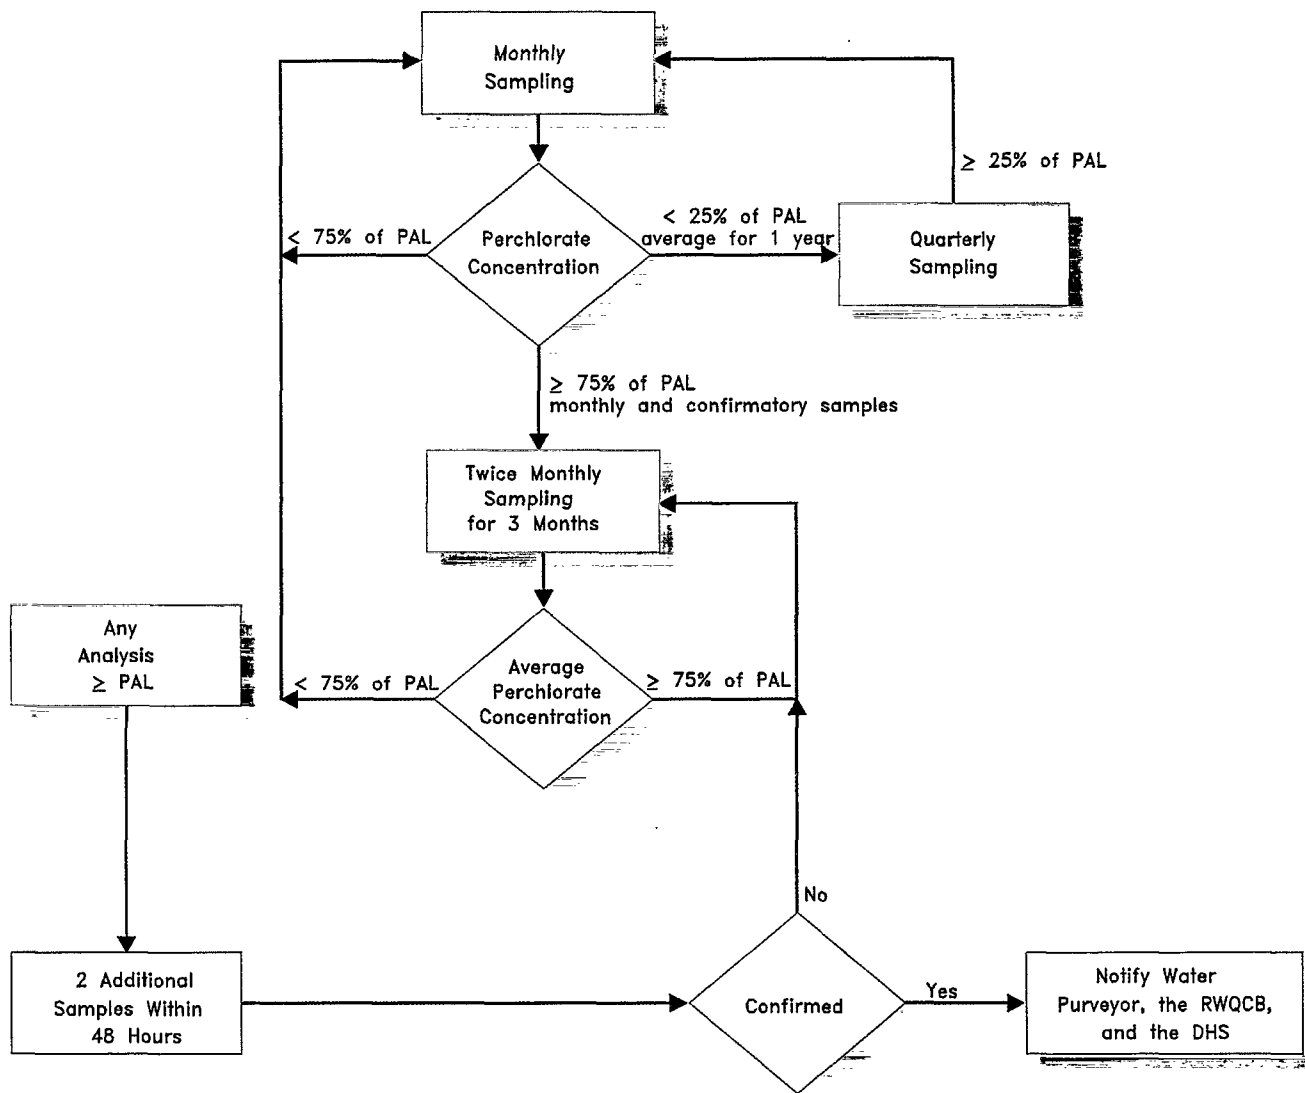 Monthly
Sampling
≥ 25% of PAL
< 75% of PAL
Perchlorate
Concentration
< 25% of PAL
average for 1 year
Quarterly
Sampling
≥ 75% of PAL
monthly and confirmatory samples
Twice Monthly
Sampling
for 3 Months
Any
Analysis
≥ PAL
< 75% of PAL
Average
Perchlorate
Concentration
≥ 75% of PAL
No
2 Additional
Samples Within
48 Hours
Confirmed
Yes
Notify Water
Purveyor, the RWQCB,
and the DHS